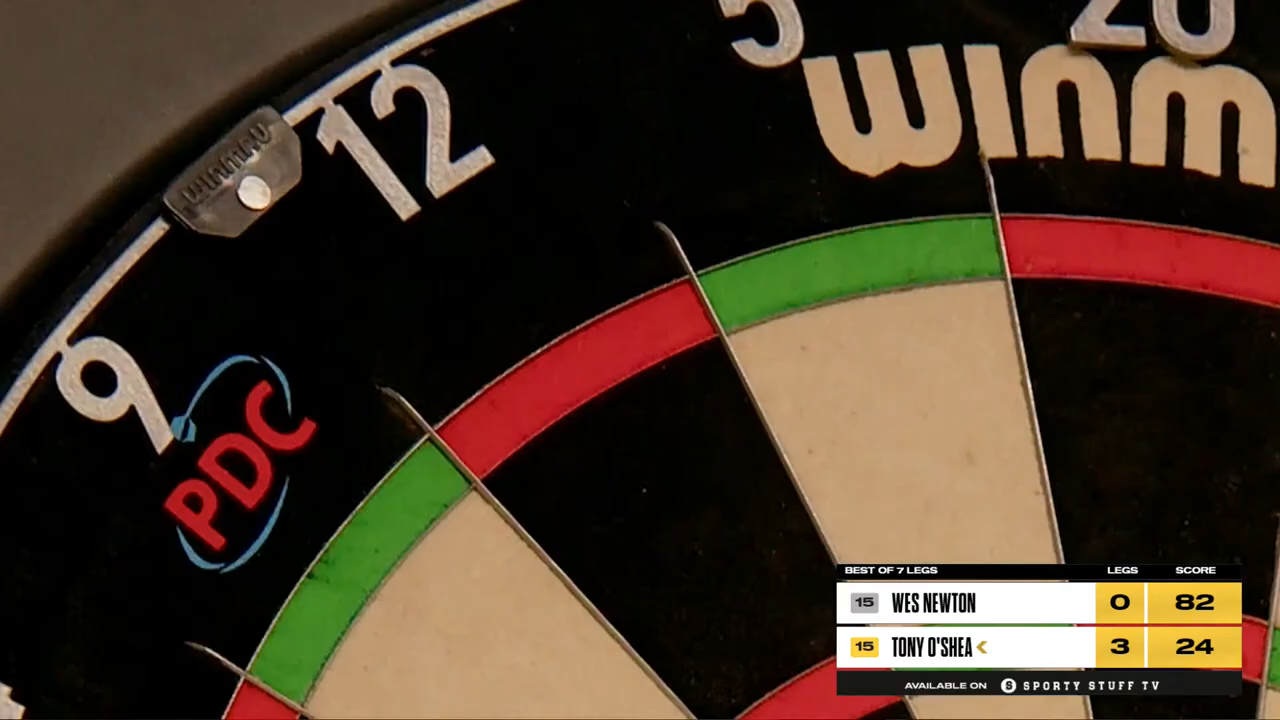 5 20
winm
winmau
12
9
PDC
BEST OF 7 LEGS LEGS SCORE
15 WES NEWTON 0 82
15 TONY O'SHEA 3 24
AVAILABLE ON S SPORTY STUFF TV